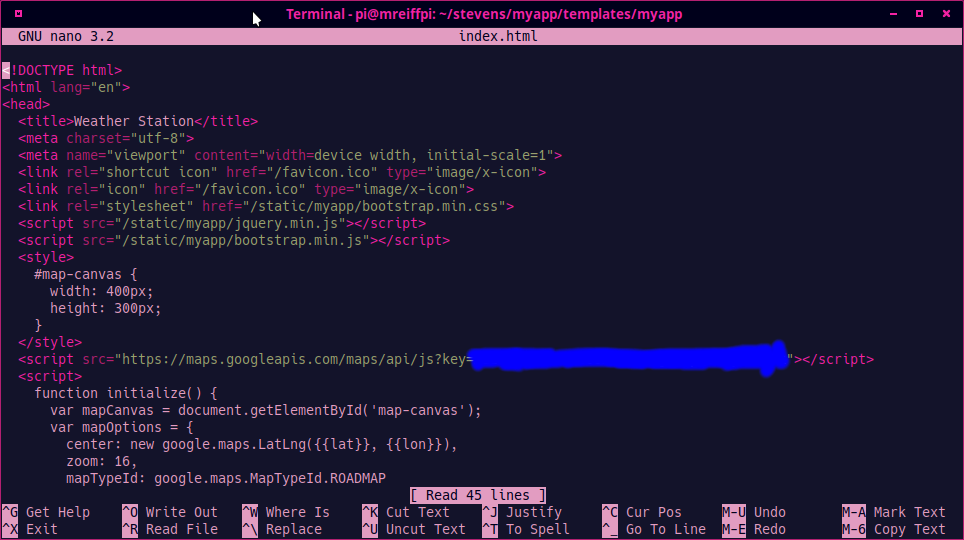 Terminal - pi@mreiffpi: ~/stevens/myapp/templates/myapp
GNU nano 3.2 index.html
<!DOCTYPE html>
<html lang="en">
<head>
  <title>Weather Station</title>
  <meta charset="utf-8">
  <meta name="viewport" content="width=device width, initial-scale=1">
  <link rel="shortcut icon" href="/favicon.ico" type="image/x-icon">
  <link rel="icon" href="/favicon.ico" type="image/x-icon">
  <link rel="stylesheet" href="/static/myapp/bootstrap.min.css">
  <script src="/static/myapp/jquery.min.js"></script>
  <script src="/static/myapp/bootstrap.min.js"></script>
  <style>
    #map-canvas {
      width: 400px;
      height: 300px;
    }
  </style>
  <script src="https://maps.googleapis.com/maps/api/js?key="></script>
  <script>
    function initialize() {
      var mapCanvas = document.getElementById('map-canvas');
      var mapOptions = {
        center: new google.maps.LatLng({{lat}}, {{lon}}),
        zoom: 16,
        mapTypeId: google.maps.MapTypeId.ROADMAP
[ Read 45 lines ]
^G Get Help ^O Write Out ^W Where Is ^K Cut Text ^J Justify ^C Cur Pos M-U Undo M-A Mark Text
^X Exit ^R Read File ^\ Replace ^U Uncut Text ^T To Spell ^_ Go To Line M-E Redo M-6 Copy Text